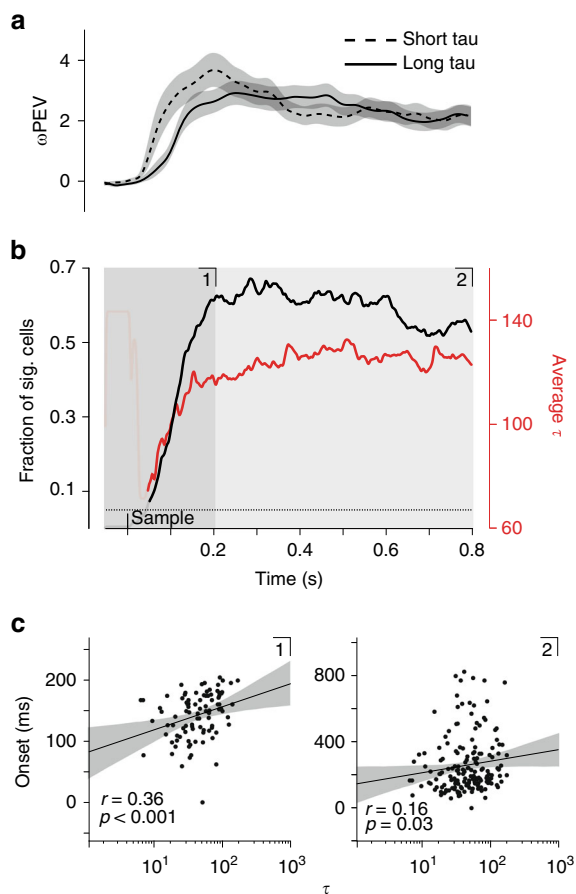 a
Short tau
Long tau
ωPEV
4
2
0
b
0.7
0.5
0.3
0.1
Fraction of sig. cells
1
2
140
100
60
Average τ
Sample
0.2
0.4
0.6
0.8
Time (s)
c
1
200
100
0
Onset (ms)
r = 0.36
p < 0.001
10¹
10²
10³
2
800
400
200
0
r = 0.16
p = 0.03
10¹
10²
10³
τ